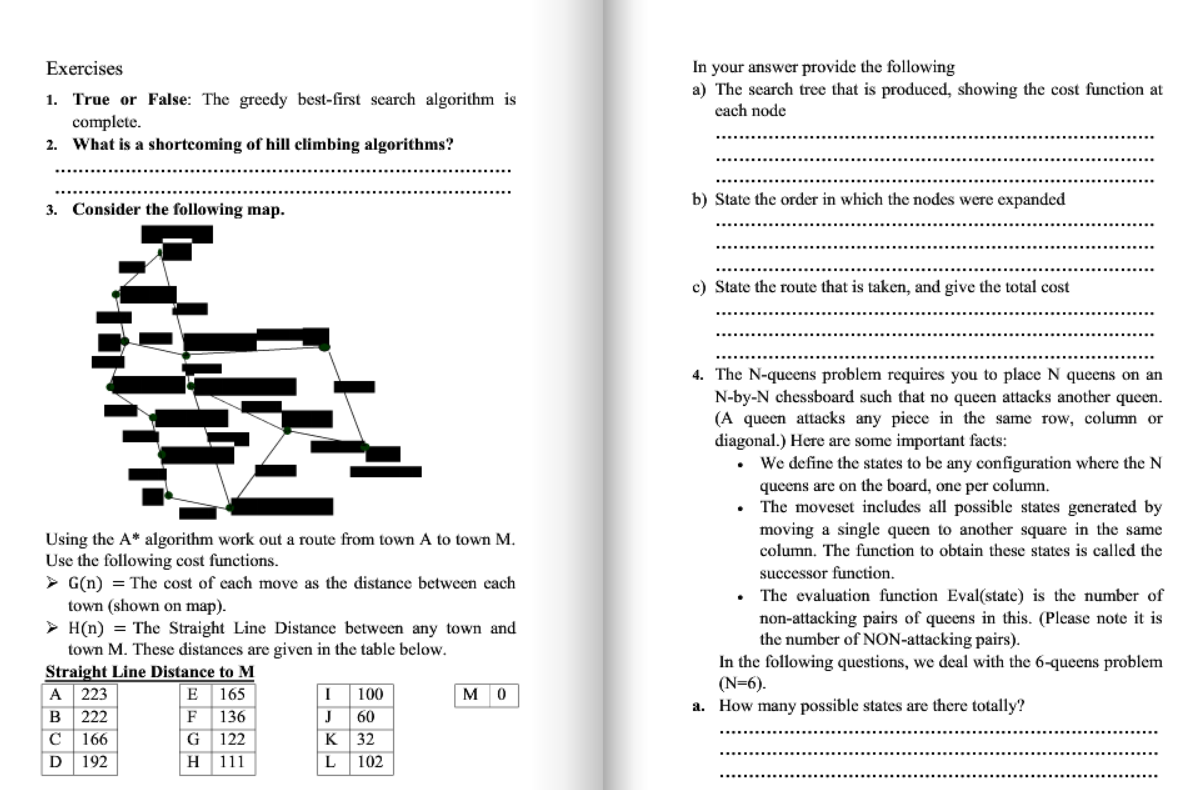 Exercises
1. True or False: The greedy best-first search algorithm is
complete.
2. What is a shortcoming of hill climbing algorithms?
................................................................................
................................................................................
3. Consider the following map.
Using the A* algorithm work out a route from town A to town M.
Use the following cost functions.
➢ G(n) = The cost of each move as the distance between each
town (shown on map).
➢ H(n) = The Straight Line Distance between any town and
town M. These distances are given in the table below.
Straight Line Distance to M
A 223 E 165 I 100 M 0
B 222 F 136 J 60
C 166 G 122 K 32
D 192 H 111 L 102
In your answer provide the following
a) The search tree that is produced, showing the cost function at
each node
................................................................................
................................................................................
................................................................................
b) State the order in which the nodes were expanded
................................................................................
................................................................................
................................................................................
c) State the route that is taken, and give the total cost
................................................................................
................................................................................
................................................................................
4. The N-queens problem requires you to place N queens on an
N-by-N chessboard such that no queen attacks another queen.
(A queen attacks any piece in the same row, column or
diagonal.) Here are some important facts:
• We define the states to be any configuration where the N
queens are on the board, one per column.
• The moveset includes all possible states generated by
moving a single queen to another square in the same
column. The function to obtain these states is called the
successor function.
• The evaluation function Eval(state) is the number of
non-attacking pairs of queens in this. (Please note it is
the number of NON-attacking pairs).
In the following questions, we deal with the 6-queens problem
(N=6).
a. How many possible states are there totally?
................................................................................
................................................................................
................................................................................